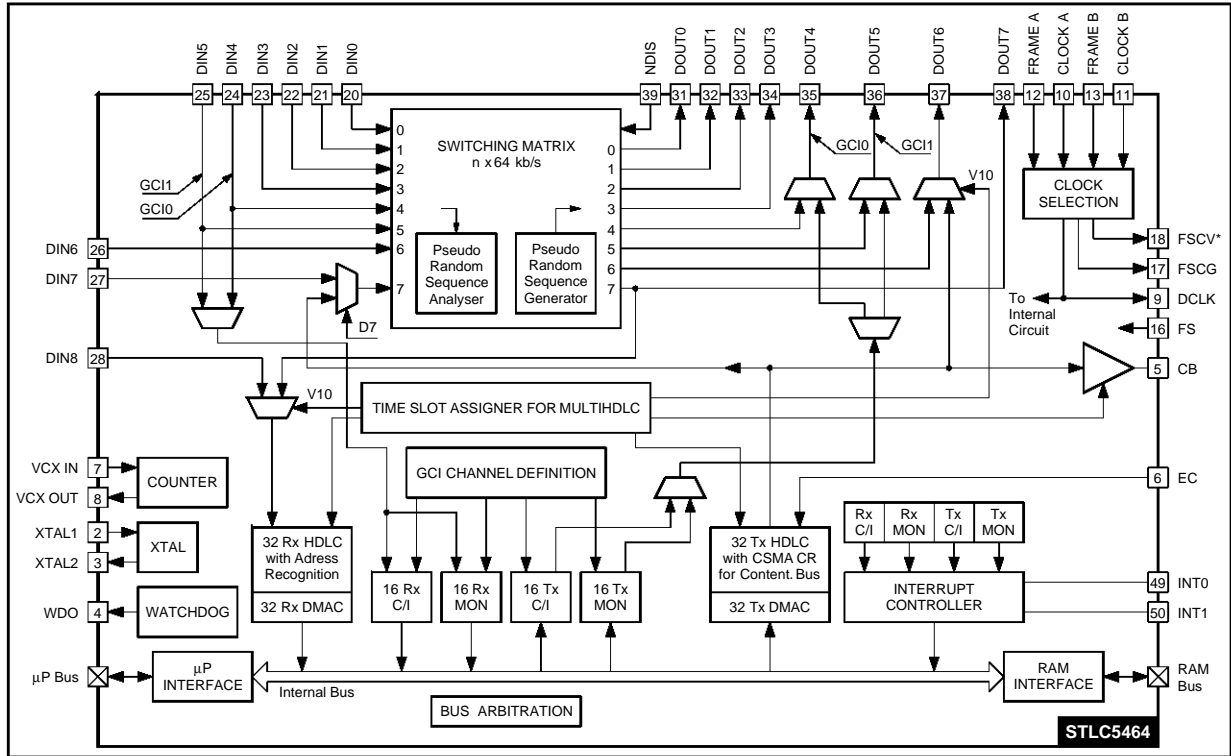 DIN5
DIN4
DIN3
DIN2
DIN1
DIN0
NDIS
DOUT0
DOUT1
DOUT2
DOUT3
DOUT4
DOUT5
DOUT6
DOUT7
FRAME A
CLOCK A
FRAME B
CLOCK B
25 24 23 22 21 20 39 31 32 33 34 35 36 37 38 12 10 13 11
SWITCHING MATRIX
n x 64 kb/s
0
1
2
3
4
5
6
7
0
1
2
3
4
5
6
7
Pseudo
Random
Sequence
Analyser
Pseudo
Random
Sequence
Generator
GCI1
GCI0
GCI0
GCI1
V10
CLOCK
SELECTION
DIN6 26
DIN7 27
DIN8 28
D7
18 FSCV*
17 FSCG
9 DCLK
16 FS
5 CB
To
Internal
Circuit
V10
TIME SLOT ASSIGNER FOR MULTIHDLC
VCX IN 7
VCX OUT 8
COUNTER
GCI CHANNEL DEFINITION
6 EC
XTAL1 2
XTAL2 3
XTAL
32 Rx HDLC
with Adress
Recognition
32 Rx DMAC
16 Rx
C/I
16 Rx
MON
16 Tx
C/I
16 Tx
MON
32 Tx HDLC
with CSMA CR
for Content. Bus
32 Tx DMAC
Rx
C/I
Rx
MON
Tx
C/I
Tx
MON
INTERRUPT
CONTROLLER
49 INT0
50 INT1
WDO 4
WATCHDOG
µP Bus
µP
INTERFACE
Internal Bus
BUS ARBITRATION
RAM
INTERFACE
RAM
Bus
STLC5464